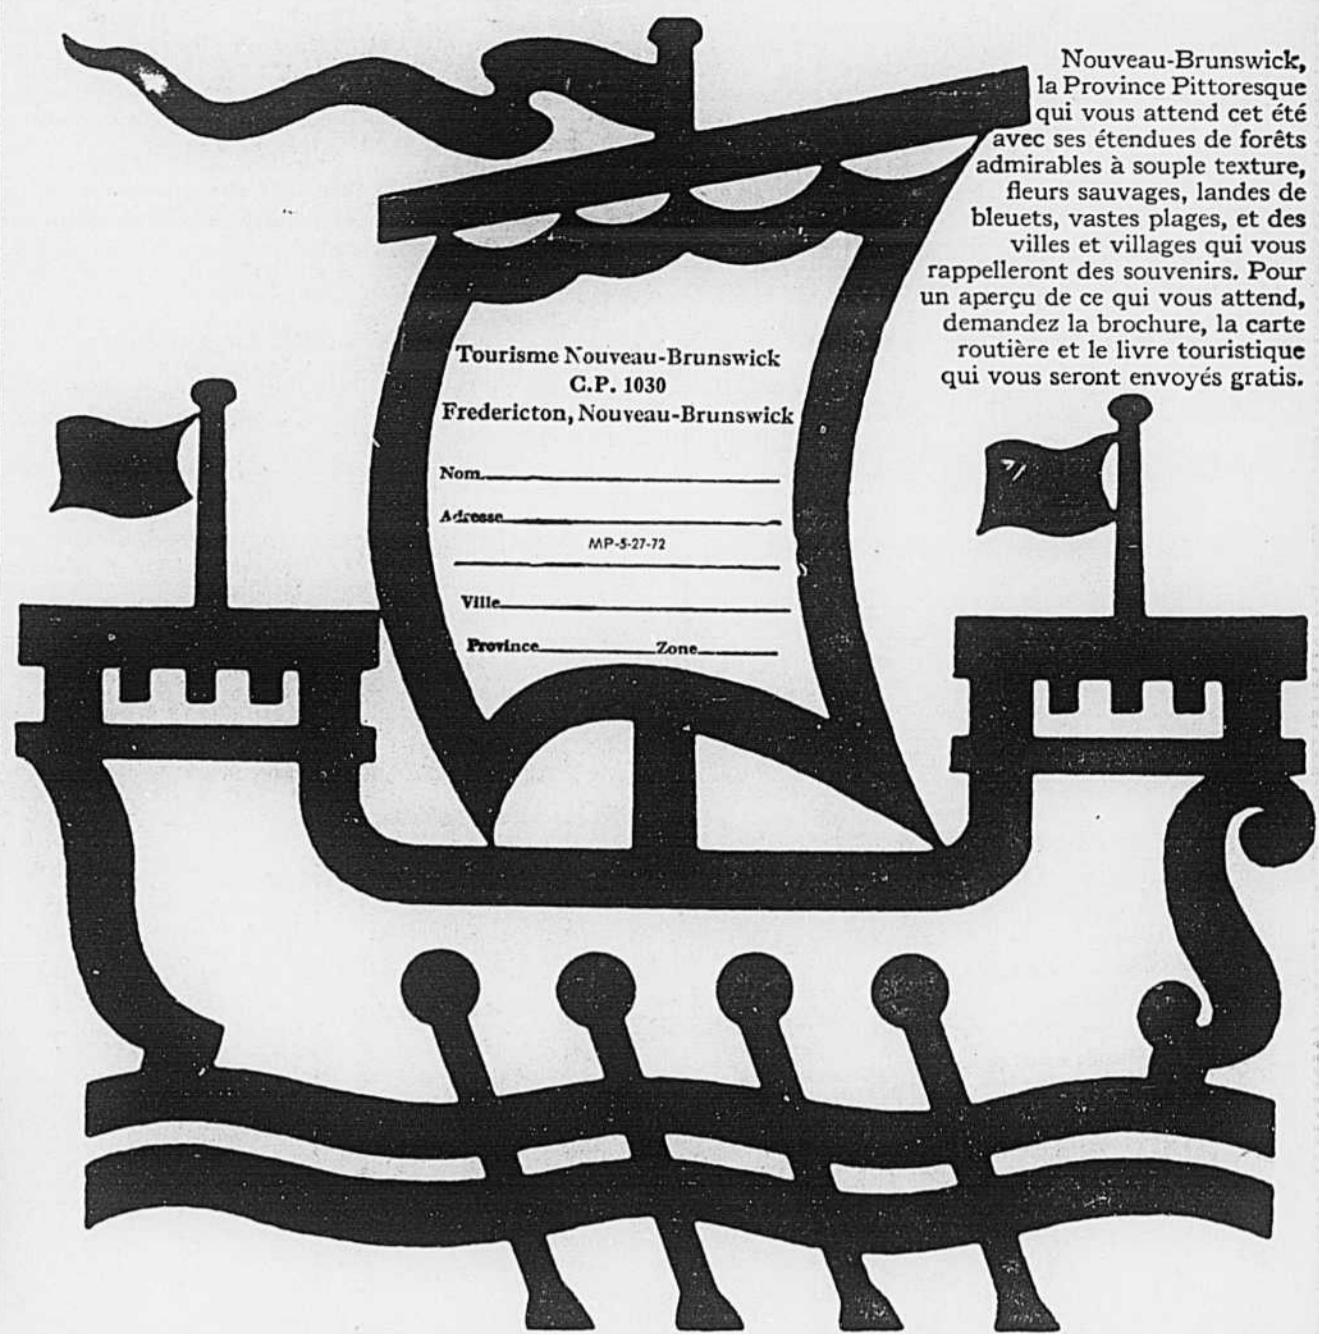 Nouveau-Brunswick,
la Province Pittoresque
qui vous attend cet été
avec ses étendues de forêts
admirables à souple texture,
fleurs sauvages, landes de
bleuets, vastes plages, et des
villes et villages qui vous
rappelleront des souvenirs. Pour
un aperçu de ce qui vous attend,
demandez la brochure, la carte
routière et le livre touristique
qui vous seront envoyés gratis.
Tourisme Nouveau-Brunswick
C.P. 1030
Fredericton, Nouveau-Brunswick
Nom
Adresse
MP-5-27-72
Ville
Province Zone